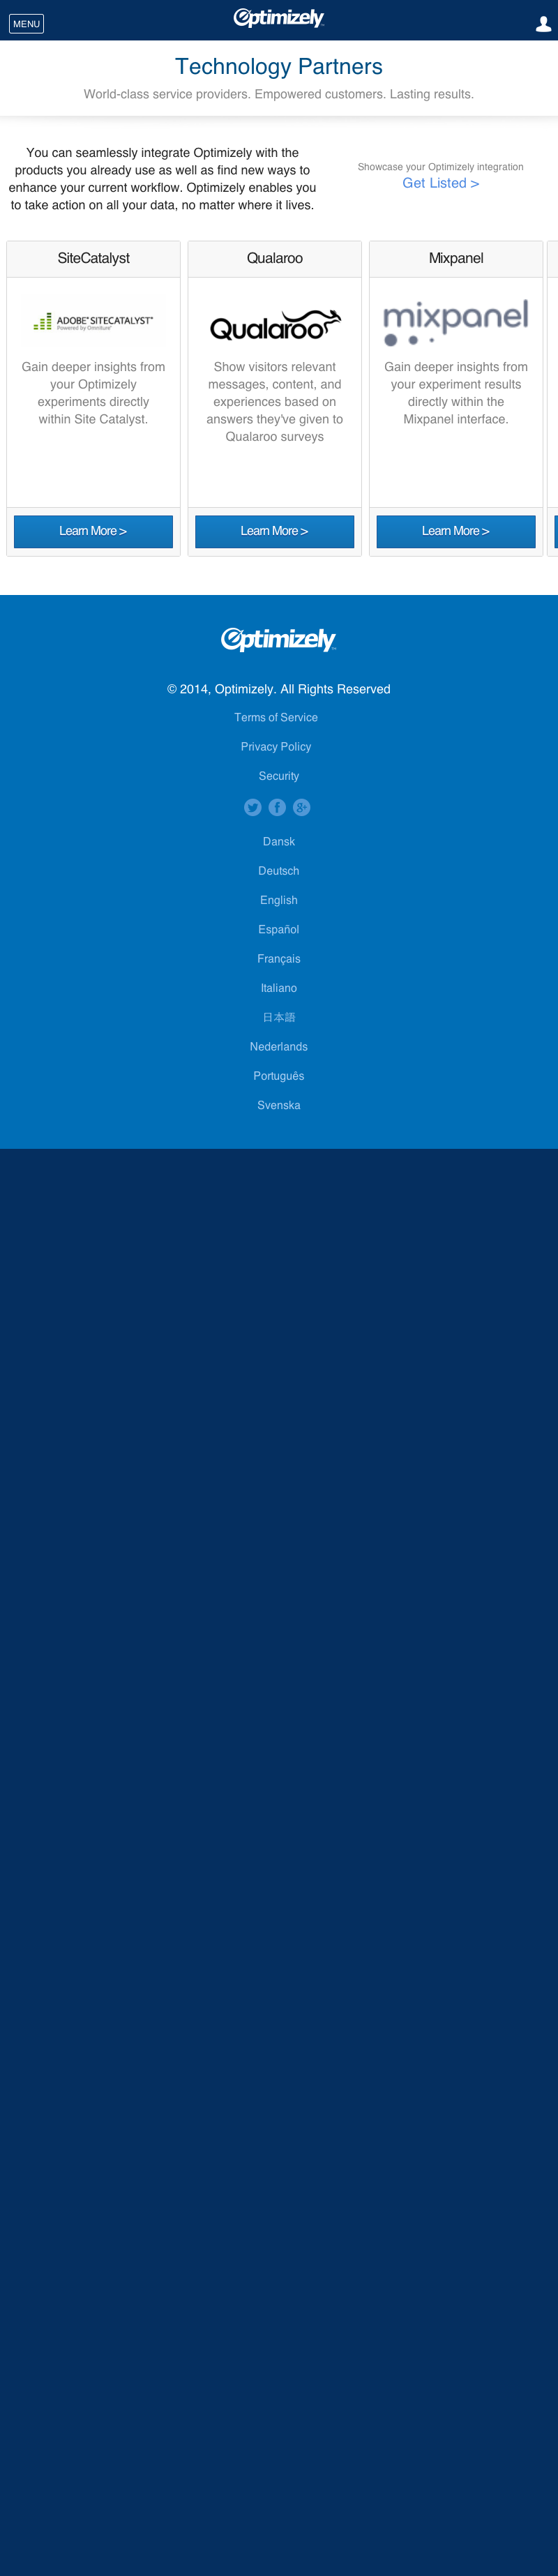 MENU
Optimizely
Technology Partners
World-class service providers. Empowered customers. Lasting results.
You can seamlessly integrate Optimizely with the
products you already use as well as find new ways to
enhance your current workflow. Optimizely enables you
to take action on all your data, no matter where it lives.
Showcase your Optimizely integration
Get Listed >
SiteCatalyst
ADOBE® SITECATALYST®
Powered by Omniture®
Gain deeper insights from
your Optimizely
experiments directly
within Site Catalyst.
Learn More >
Qualaroo
Qualaroo
Show visitors relevant
messages, content, and
experiences based on
answers they've given to
Qualaroo surveys
Learn More >
Mixpanel
mixpanel
Gain deeper insights from
your experiment results
directly within the
Mixpanel interface.
Learn More >
Optimizely
© 2014, Optimizely. All Rights Reserved
Terms of Service
Privacy Policy
Security
Dansk
Deutsch
English
Español
Français
Italiano
日本語
Nederlands
Português
Svenska